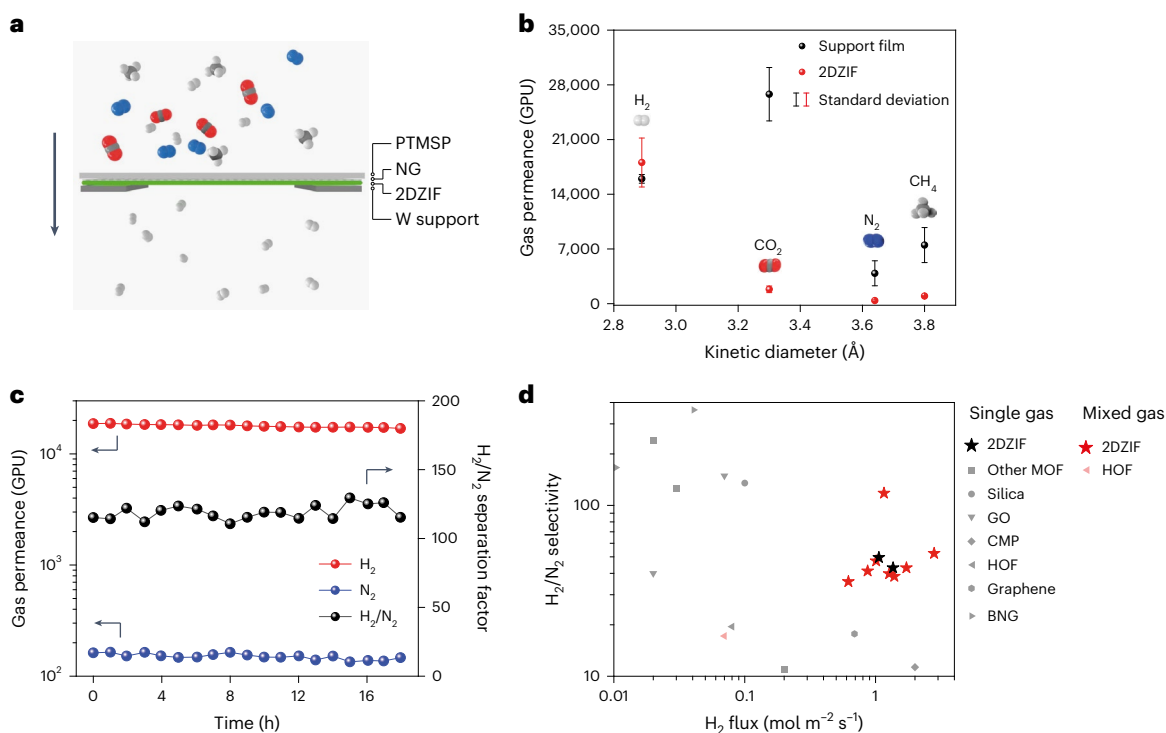 a
PTMSP
NG
2DZIF
W support
b
Gas permeance (GPU)
35,000
28,000
21,000
14,000
7,000
0
2.8
3.0
3.2
3.4
3.6
3.8
Kinetic diameter (Å)
Support film
2DZIF
Standard deviation
H2
CO2
N2
CH4
c
Gas permeance (GPU)
10^4
10^3
10^2
0
4
8
12
16
Time (h)
200
150
100
50
0
H2/N2 separation factor
H2
N2
H2/N2
d
H2/N2 selectivity
100
10
0.01
0.1
1
H2 flux (mol m−2 s−1)
Single gas
2DZIF
Other MOF
Silica
GO
CMP
HOF
Graphene
BNG
Mixed gas
2DZIF
HOF